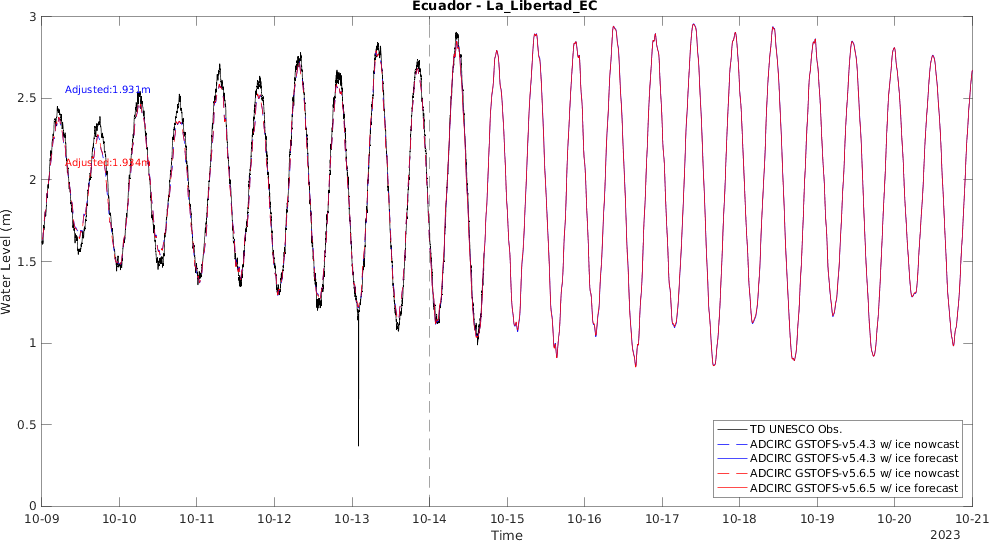 Ecuador - La_Libertad_EC
3
2.5
2
1.5
1
0.5
0
Water Level (m)
Adjusted:1.931m
Adjusted:1.934m
TD UNESCO Obs.
ADCIRC GSTOFS-v5.4.3 w/ ice nowcast
ADCIRC GSTOFS-v5.4.3 w/ ice forecast
ADCIRC GSTOFS-v5.6.5 w/ ice nowcast
ADCIRC GSTOFS-v5.6.5 w/ ice forecast
10-09 10-10 10-11 10-12 10-13 10-14 10-15 10-16 10-17 10-18 10-19 10-20 10-21
Time
2023